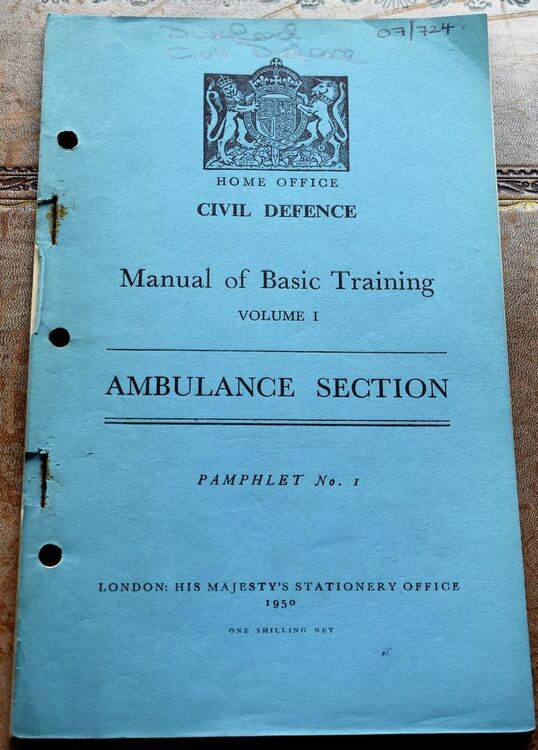 07/724
HOME OFFICE
CIVIL DEFENCE
Manual of Basic Training
VOLUME I
AMBULANCE SECTION
PAMPHLET No. 1
LONDON: HIS MAJESTY'S STATIONERY OFFICE
1950
ONE SHILLING NET